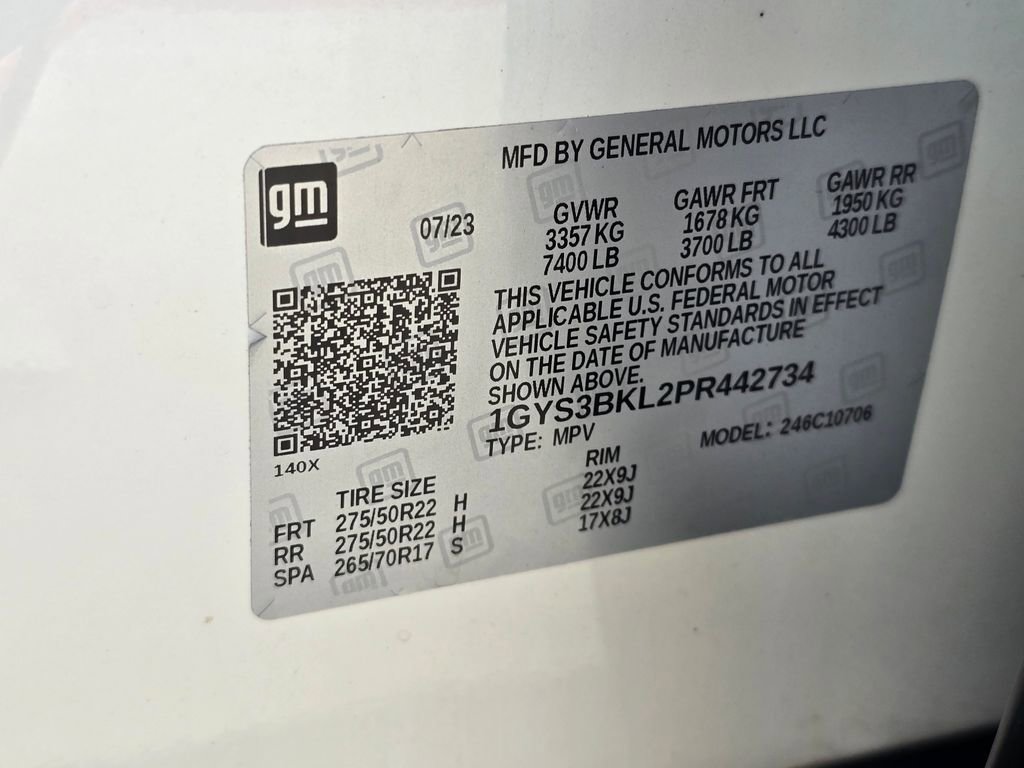 MFD BY GENERAL MOTORS LLC
gm
07/23
GVWR GAWR FRT GAWR RR
3357 KG 1678 KG 1950 KG
7400 LB 3700 LB 4300 LB
THIS VEHICLE CONFORMS TO ALL
APPLICABLE U.S. FEDERAL MOTOR
VEHICLE SAFETY STANDARDS IN EFFECT
ON THE DATE OF MANUFACTURE
SHOWN ABOVE.
1GYS3BKL2PR442734
TYPE: MPV MODEL: 246C10706
140X
TIRE SIZE RIM
FRT 275/50R22 H 22X9J
RR 275/50R22 H 22X9J
SPA 265/70R17 S 17X8J